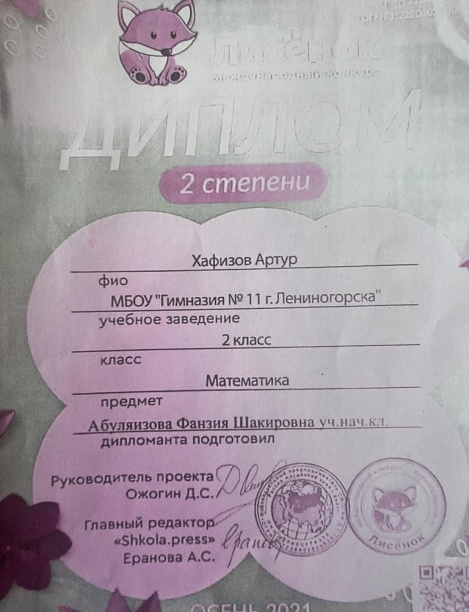 Лисёнок
МЕЖДУНАРОДНЫЙ КОНКУРС
ДИПЛОМ
2 степени
Хафизов Артур
фио
МБОУ "Гимназия № 11 г. Лениногорска"
учебное заведение
2 класс
класс
Математика
предмет
Абуляизова Фанзия Шакировна уч.нач.кл.
дипломанта подготовил
Руководитель проекта
Ожогин Д.С.
Главный редактор
«Shkola.press»
Еранова А.С.
Лисёнок
ОСЕНЬ 2021